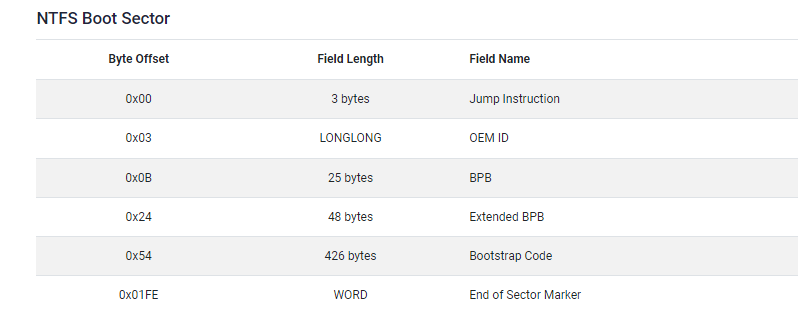 NTFS Boot Sector
Byte Offset Field Length Field Name
0x00 3 bytes Jump Instruction
0x03 LONGLONG OEM ID
0x0B 25 bytes BPB
0x24 48 bytes Extended BPB
0x54 426 bytes Bootstrap Code
0x01FE WORD End of Sector Marker